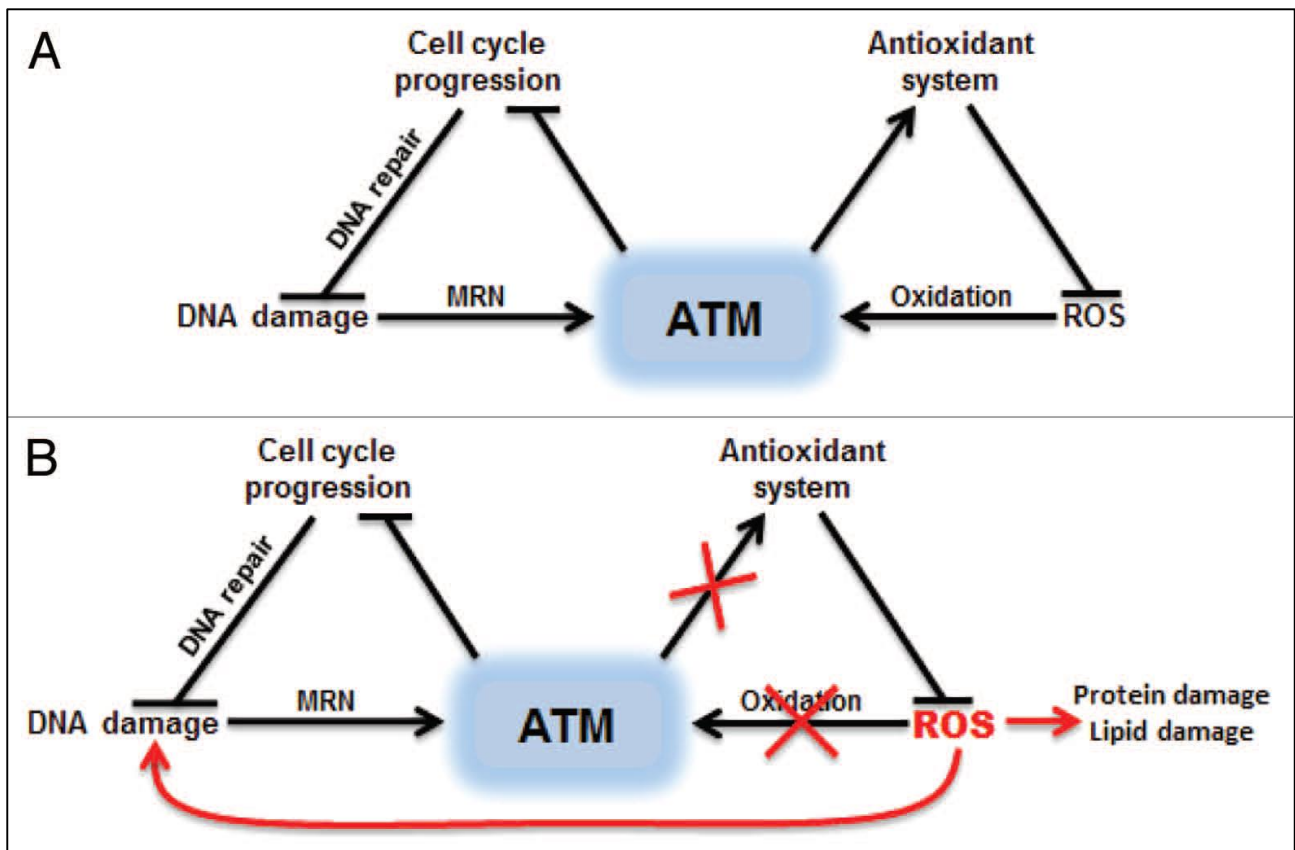 A
Cell cycle
progression
Antioxidant
system
DNA repair
DNA damage
MRN
ATM
Oxidation
ROS
B
Cell cycle
progression
Antioxidant
system
DNA repair
DNA damage
MRN
ATM
Oxidation
ROS
Protein damage
Lipid damage